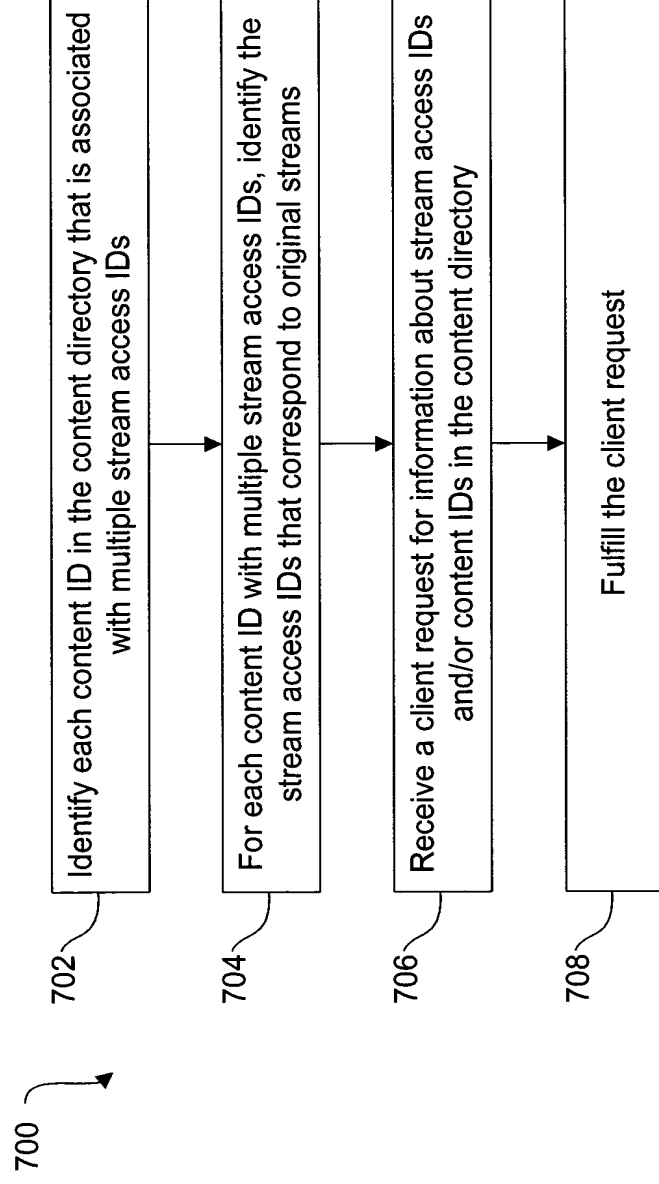 700
702
Identify each content ID in the content directory that is associated
with multiple stream access IDs
704
For each content ID with multiple stream access IDs, identify the
stream access IDs that correspond to original streams
706
Receive a client request for information about stream access IDs
and/or content IDs in the content directory
708
Fulfill the client request